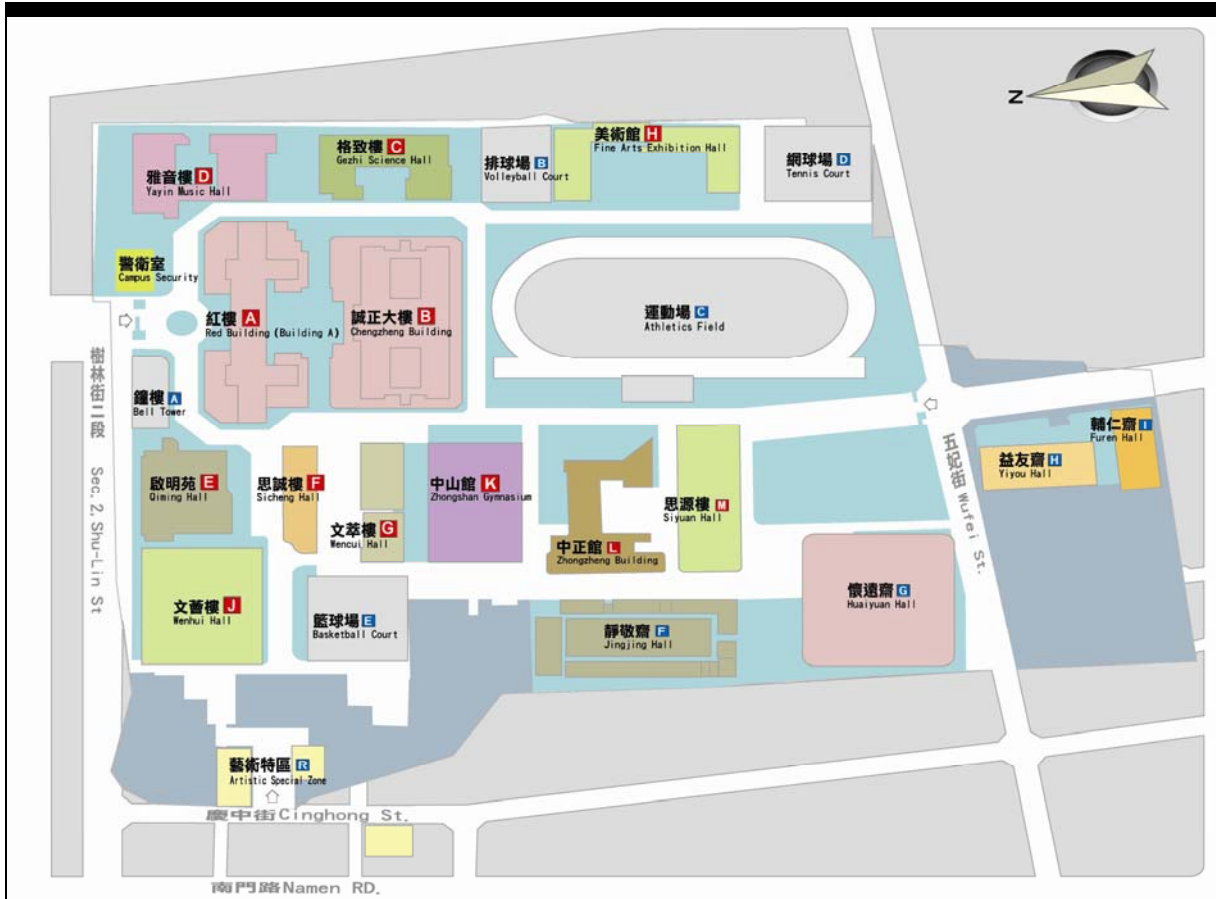 N
格致樓 C
Gezhi Science Hall
美術館 H
Fine Arts Exhibition Hall
排球場 B
Volleyball Court
網球場 D
Tennis Court
雅音樓 D
Yayin Music Hall
警衛室
Campus Security
紅樓 A
Red Building (Building A)
誠正大樓 B
Chengzheng Building
運動場 C
Athletics Field
樹林街二段 Sec. 2, Shu-Lin St
鐘樓 A
Bell Tower
輔仁齋 I
Furen Hall
益友齋 H
Yiyou Hall
五妃街 Wufei St.
啟明苑 E
Qiming Hall
思誠樓 F
Sicheng Hall
中山館 K
Zhongshan Gymnasium
思源樓 M
Siyuan Hall
文萃樓 G
Wencui Hall
中正館 L
Zhongzheng Building
懷遠齋 G
Huaiyuan Hall
文薈樓 J
Wenhui Hall
籃球場 E
Basketball Court
靜敬齋 F
Jingjing Hall
藝術特區 R
Artistic Special Zone
慶中街Cinghong St.
南門路Namen RD.